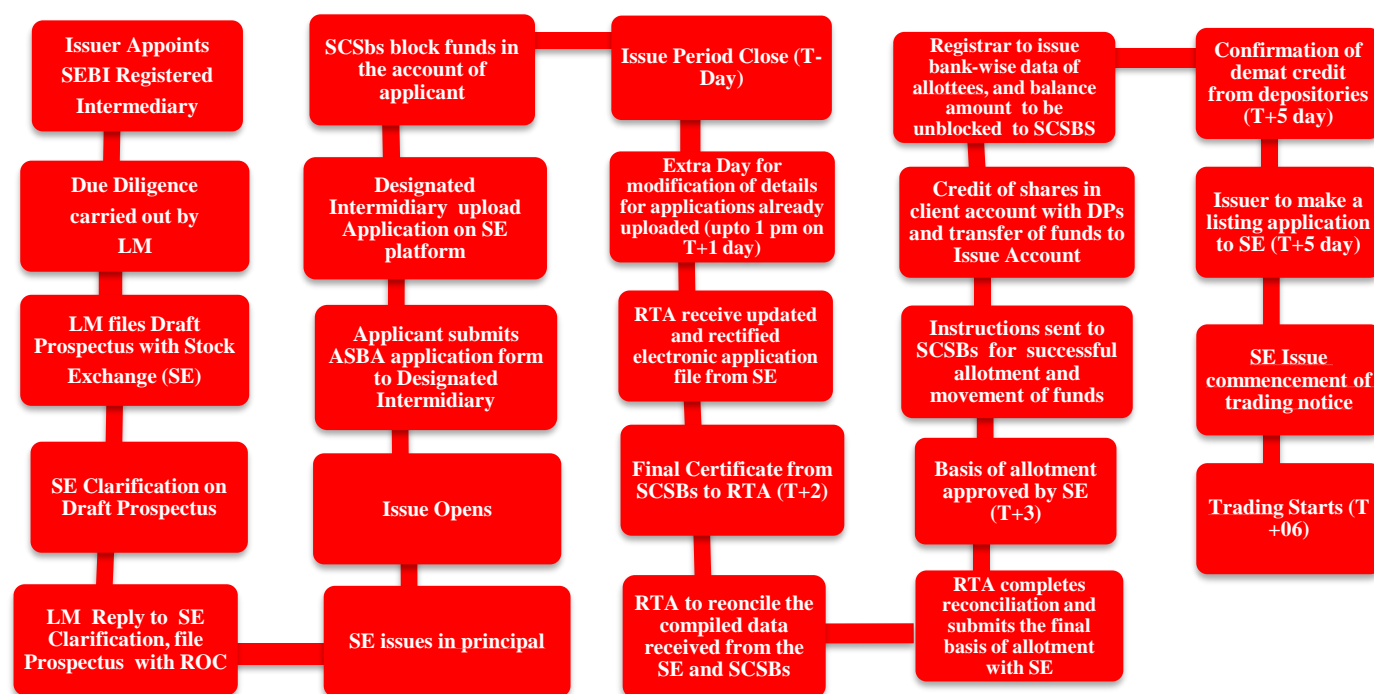 Issuer Appoints
SEBI Registered
Intermediary
Due Diligence
carried out by
LM
LM files Draft
Prospectus with Stock
Exchange (SE)
SE Clarification on
Draft Prospectus
LM Reply to SE
Clarification, file
Prospectus with ROC
SE issues in principal
Issue Opens
Applicant submits
ASBA application form
to Designated
Intermidiary
Designated
Intermidiary upload
Application on SE
platform
SCSbs block funds in
the account of
applicant
Issue Period Close (T-
Day)
Extra Day for
modification of details
for applications already
uploaded (upto 1 pm on
T+1 day)
RTA receive updated
and rectified
electronic application
file from SE
Final Certificate from
SCSBs to RTA (T+2)
RTA to reconcile the
compiled data
received from the
SE and SCSBs
RTA completes
reconciliation and
submits the final
basis of allotment
with SE
Basis of allotment
approved by SE
(T+3)
Instructions sent to
SCSBs for successful
allotment and
movement of funds
Credit of shares in
client account with DPs
and transfer of funds to
Issue Account
Registrar to issue
bank-wise data of
allottees, and balance
amount to be
unblocked to SCSBS
Confirmation of
demat credit
from depositories
(T+5 day)
Issuer to make a
listing application
to SE (T+5 day)
SE Issue
commencement of
trading notice
Trading Starts (T
+06)